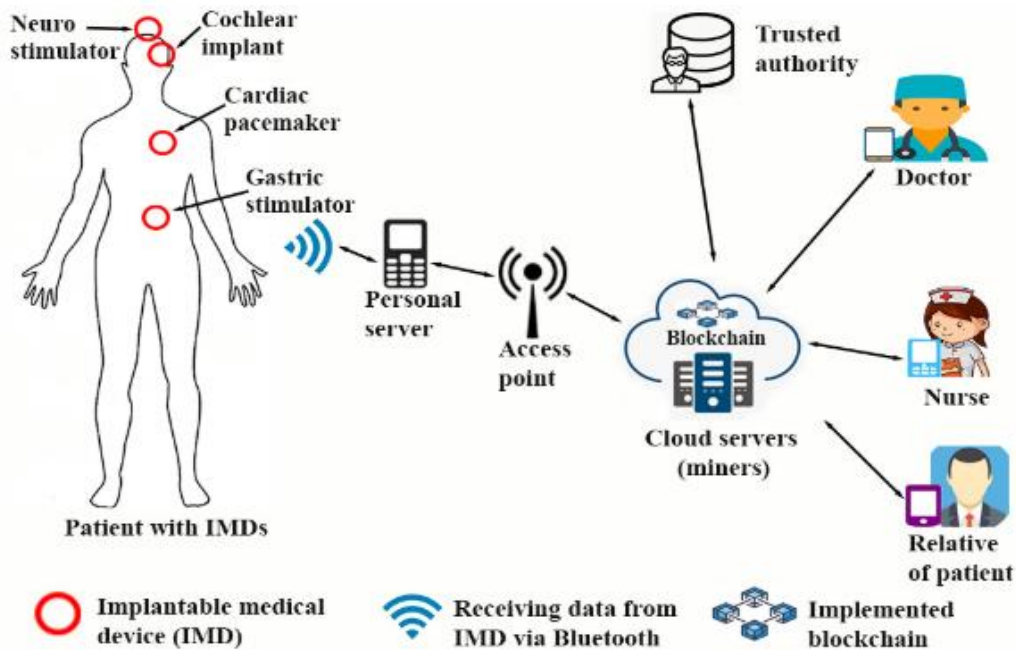 Neuro
stimulator
Cochlear
implant
Cardiac
pacemaker
Gastric
stimulator
Patient with IMDs
Personal
server
Access
point
Trusted
authority
Doctor
Blockchain
Cloud servers
(miners)
Nurse
Relative
of patient
Implantable medical
device (IMD)
Receiving data from
IMD via Bluetooth
Implemented
blockchain